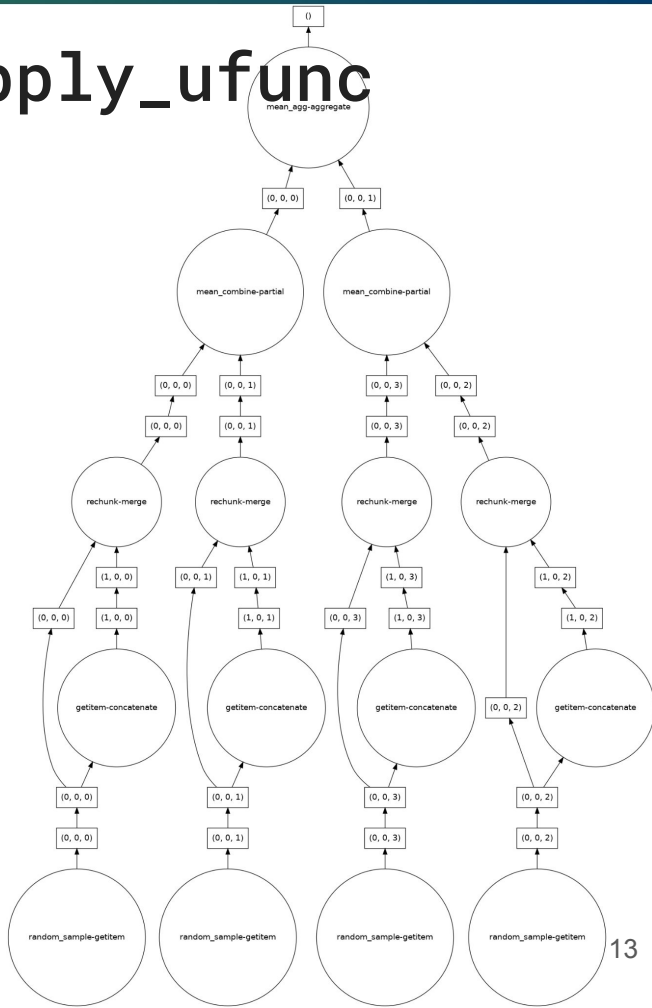 ()
pply_ufunc
mean_agg-aggregate
(0, 0, 0) (0, 0, 1)
mean_combine-partial mean_combine-partial
(0, 0, 0) (0, 0, 1) (0, 0, 3) (0, 0, 2)
(0, 0, 0) (0, 0, 1) (0, 0, 3) (0, 0, 2)
rechunk-merge rechunk-merge rechunk-merge rechunk-merge
(1, 0, 0) (0, 0, 1) (1, 0, 1) (1, 0, 3) (1, 0, 2)
(0, 0, 0) (1, 0, 0) (1, 0, 1) (0, 0, 3) (1, 0, 3) (1, 0, 2)
getitem-concatenate getitem-concatenate getitem-concatenate (0, 0, 2) getitem-concatenate
(0, 0, 0) (0, 0, 1) (0, 0, 3) (0, 0, 2)
(0, 0, 0) (0, 0, 1) (0, 0, 3) (0, 0, 2)
random_sample-getitem random_sample-getitem random_sample-getitem random_sample-getitem
13